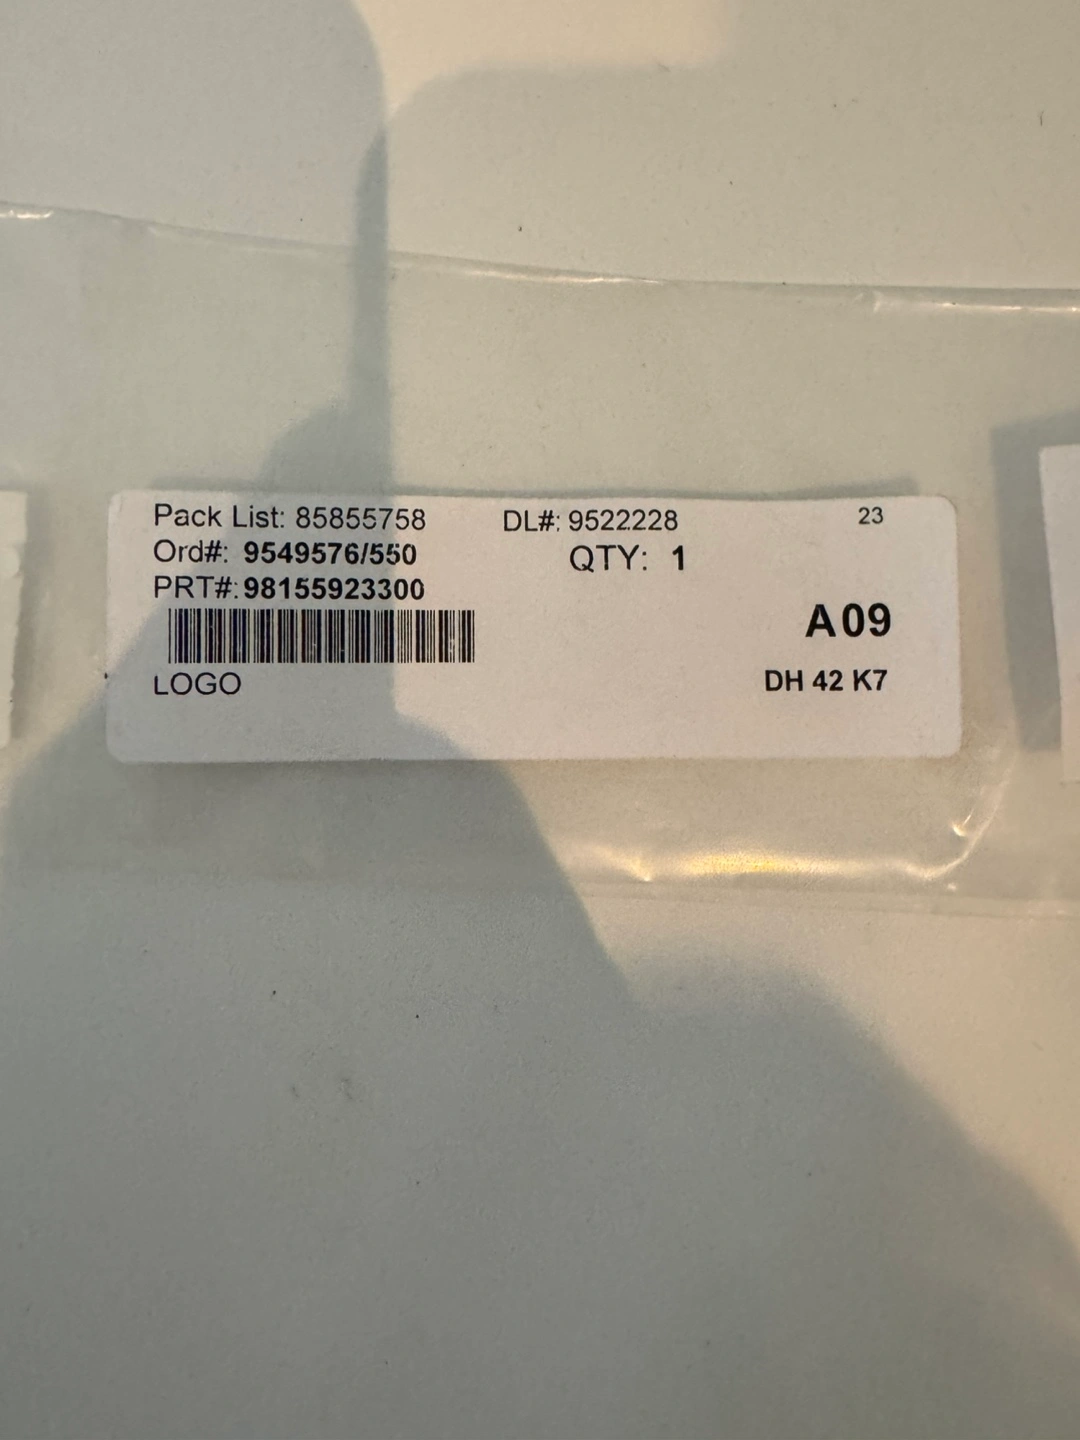 Pack List: 85855758 DL#: 9522228 23
Ord#: 9549576/550 QTY: 1
PRT#: 98155923300
A09
LOGO DH 42 K7